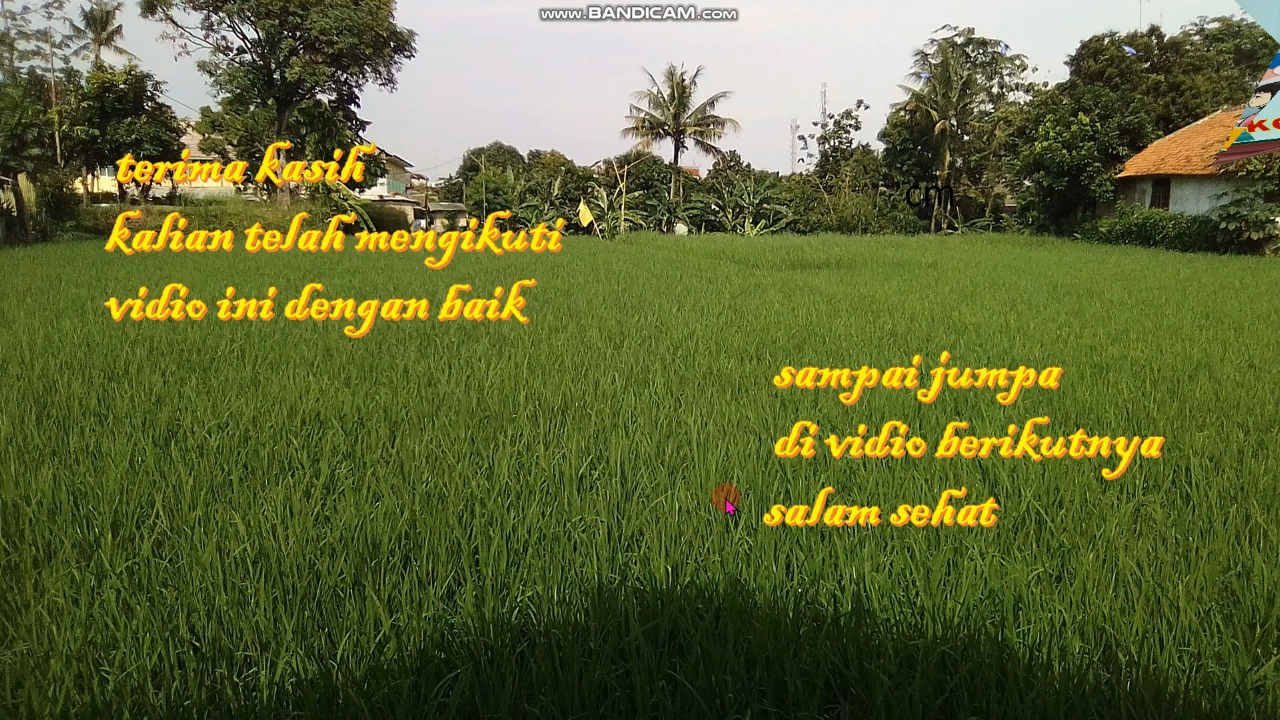 www.BANDICAM.com
cm
terima kasih
kalian telah mengikuti
vidio ini dengan baik
sampai jumpa
di vidio berikutnya
salam sehat